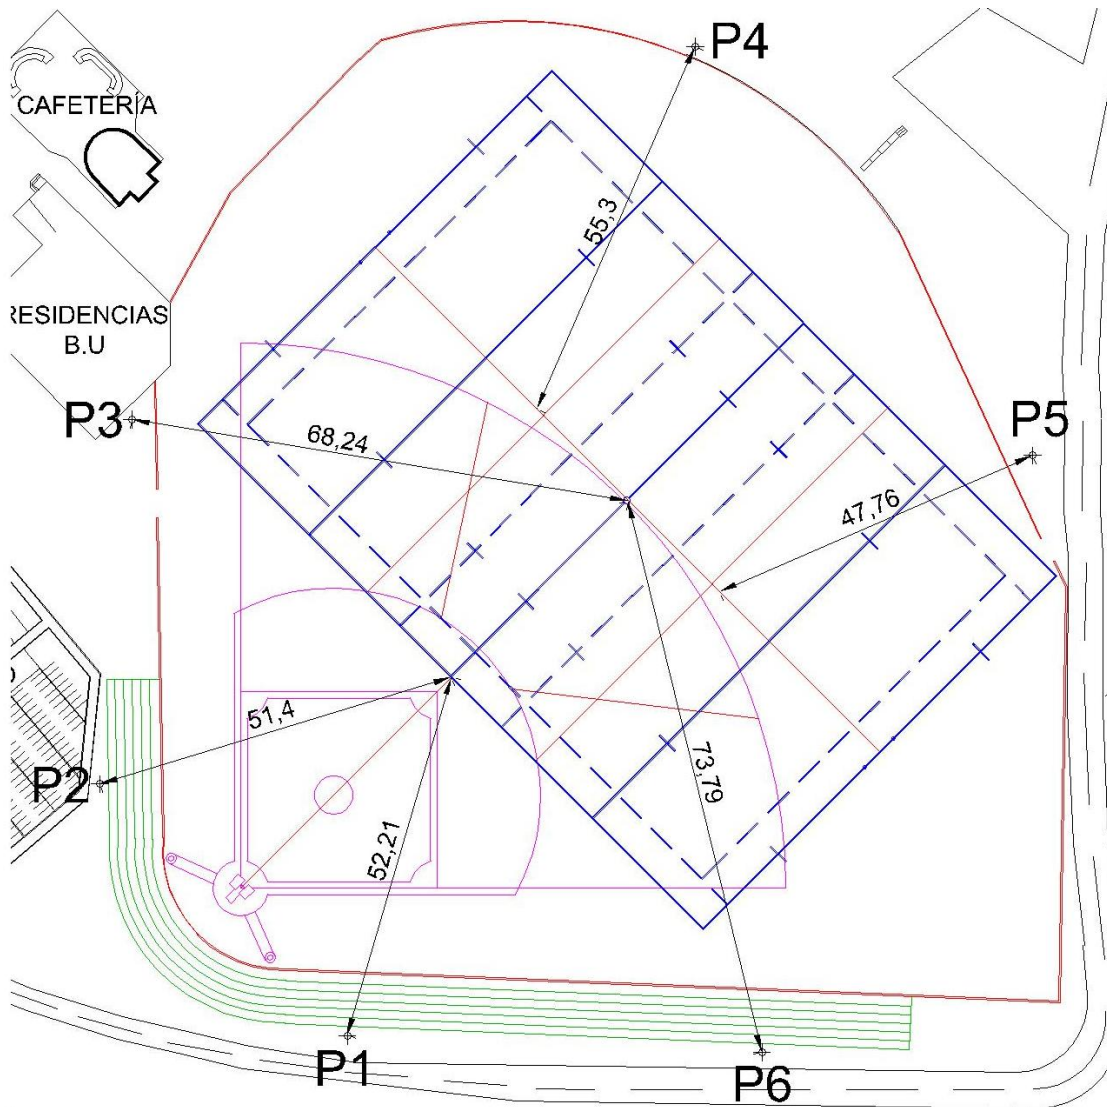 P4
CAFETERÍA
55,3
RESIDENCIAS
B.U
P3
68,24
P5
47,76
51,4
P2
73,79
52,21
P1
P6